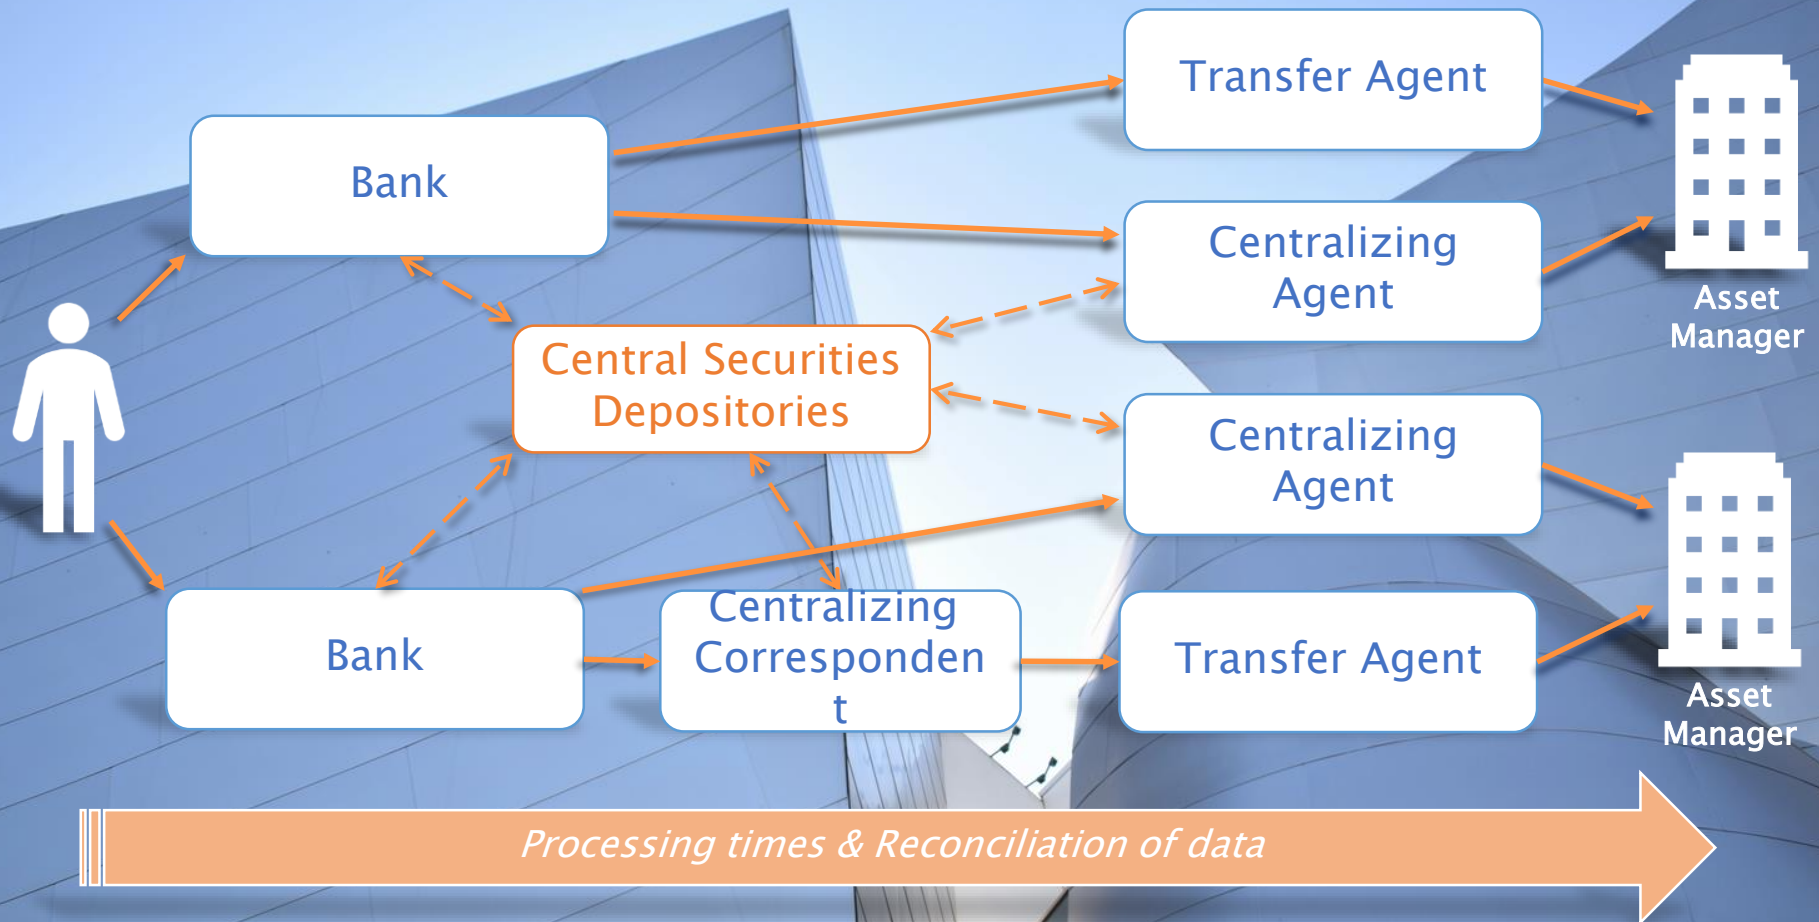 Transfer Agent
Bank
Centralizing
Agent
Asset
Manager
Central Securities
Depositories
Centralizing
Agent
Bank
Centralizing
Corresponden
t
Transfer Agent
Asset
Manager
Processing times & Reconciliation of data